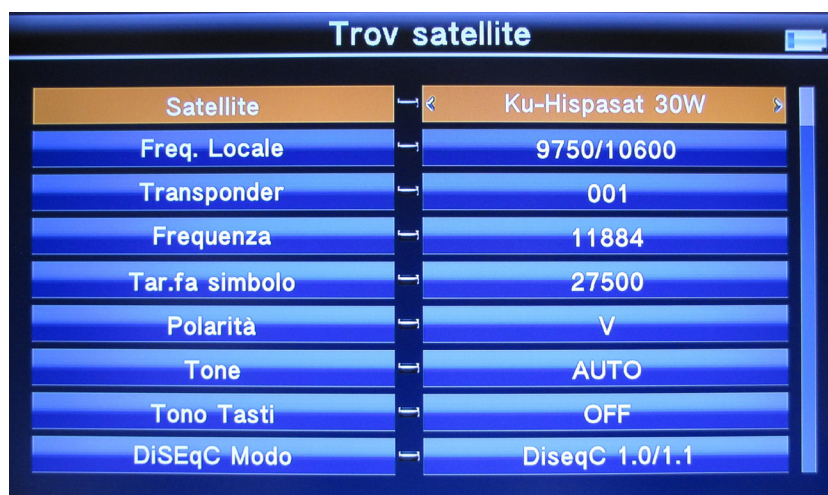 Trov satellite
Satellite Ku-Hispasat 30W
Freq. Locale 9750/10600
Transponder 001
Frequenza 11884
Tar.fa simbolo 27500
Polarità V
Tone AUTO
Tono Tasti OFF
DiSEqC Modo DiseqC 1.0/1.1